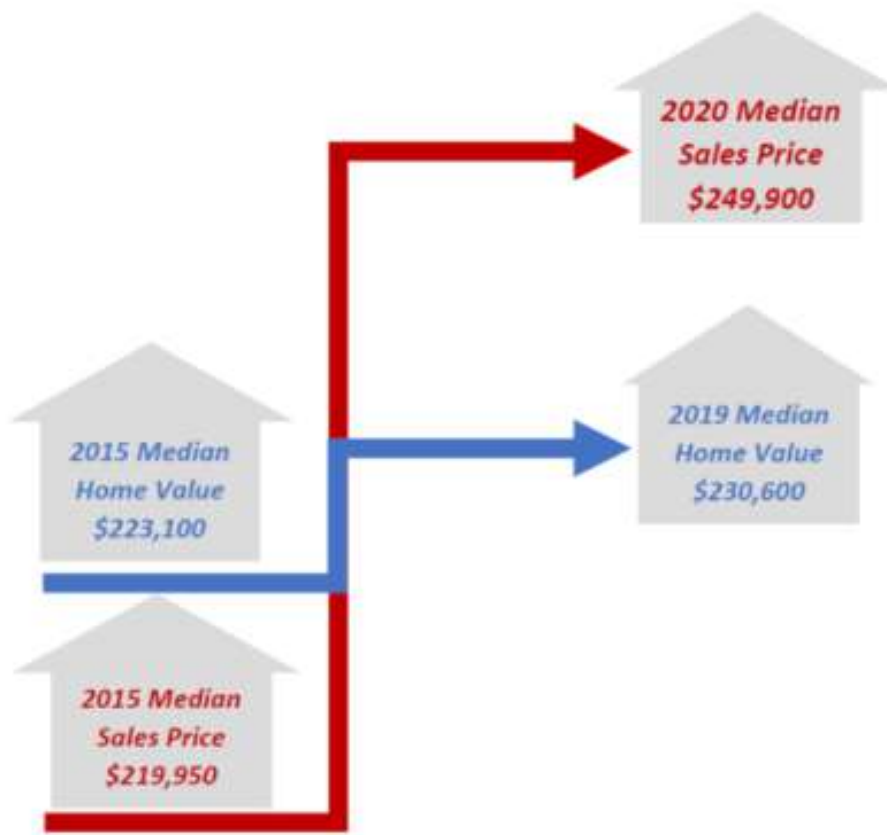 2020 Median
Sales Price
$249,900
2015 Median
Home Value
$223,100
2019 Median
Home Value
$230,600
2015 Median
Sales Price
$219,950